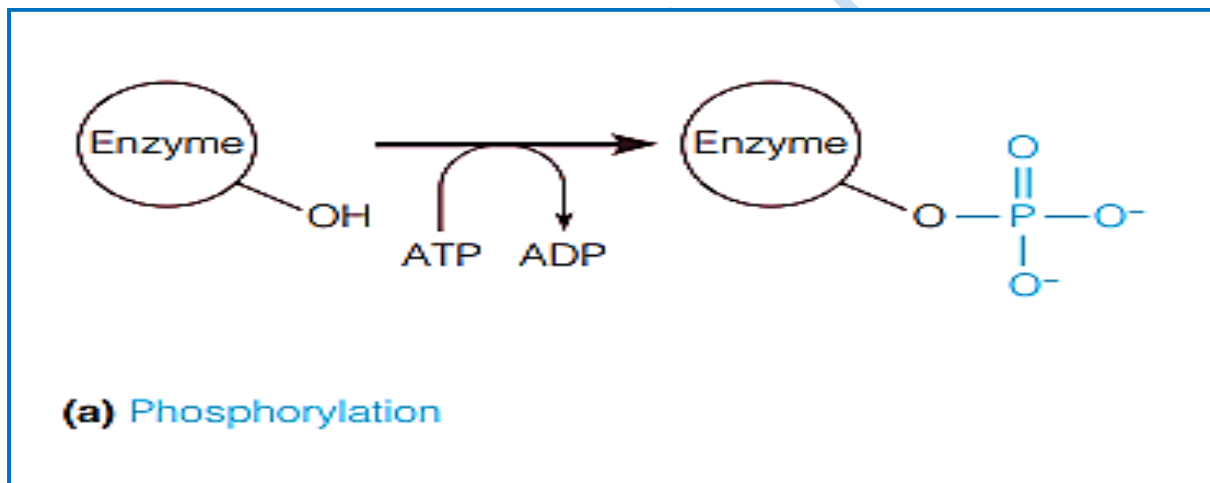 Enzyme
OH
ATP ADP
Enzyme
O
O P O−
O−
(a) Phosphorylation